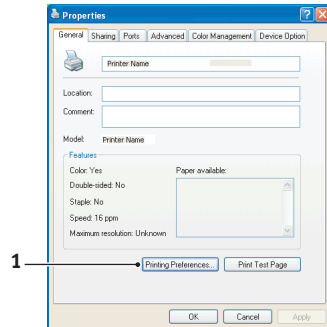 Properties
General Sharing Ports Advanced Color Management Device Option
Printer Name
Location:
Comment:
Model: Printer Name
Features
Color: Yes Paper available:
Double-sided: No
Staple: No
Speed: 16 ppm
Maximum resolution: Unknown
1 Printing Preferences... Print Test Page
OK Cancel Apply